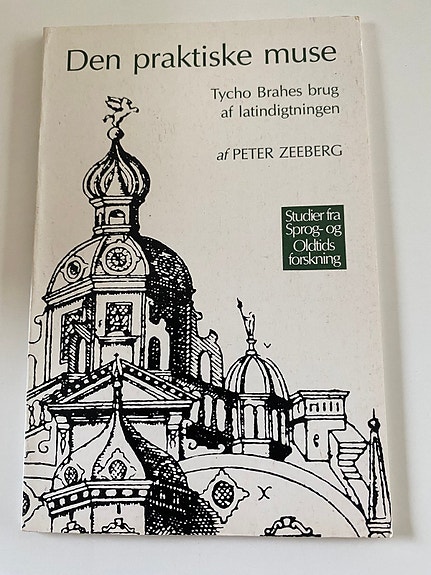 Den praktiske muse
Tycho Brahes brug
af latindigtningen
af PETER ZEEBERG
Studier fra
Sprog- og
Oldtids
forskning